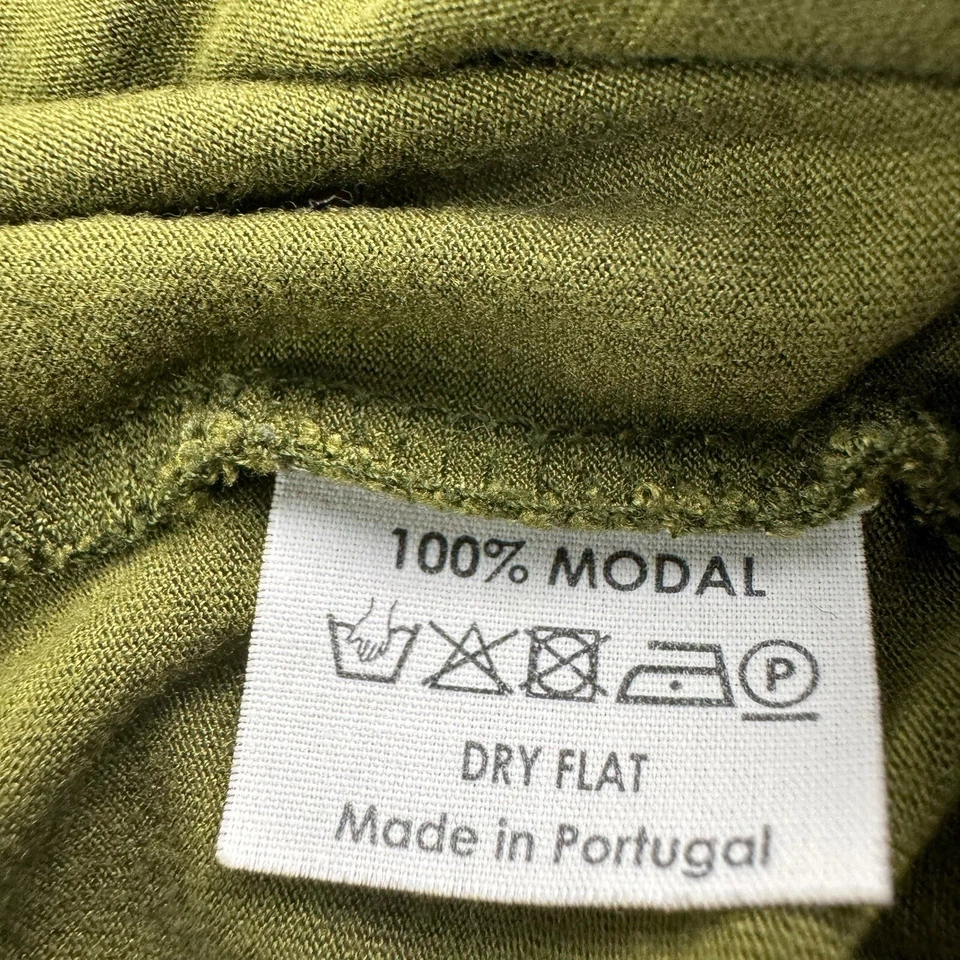 100% MODAL
P
DRY FLAT
Made in Portugal